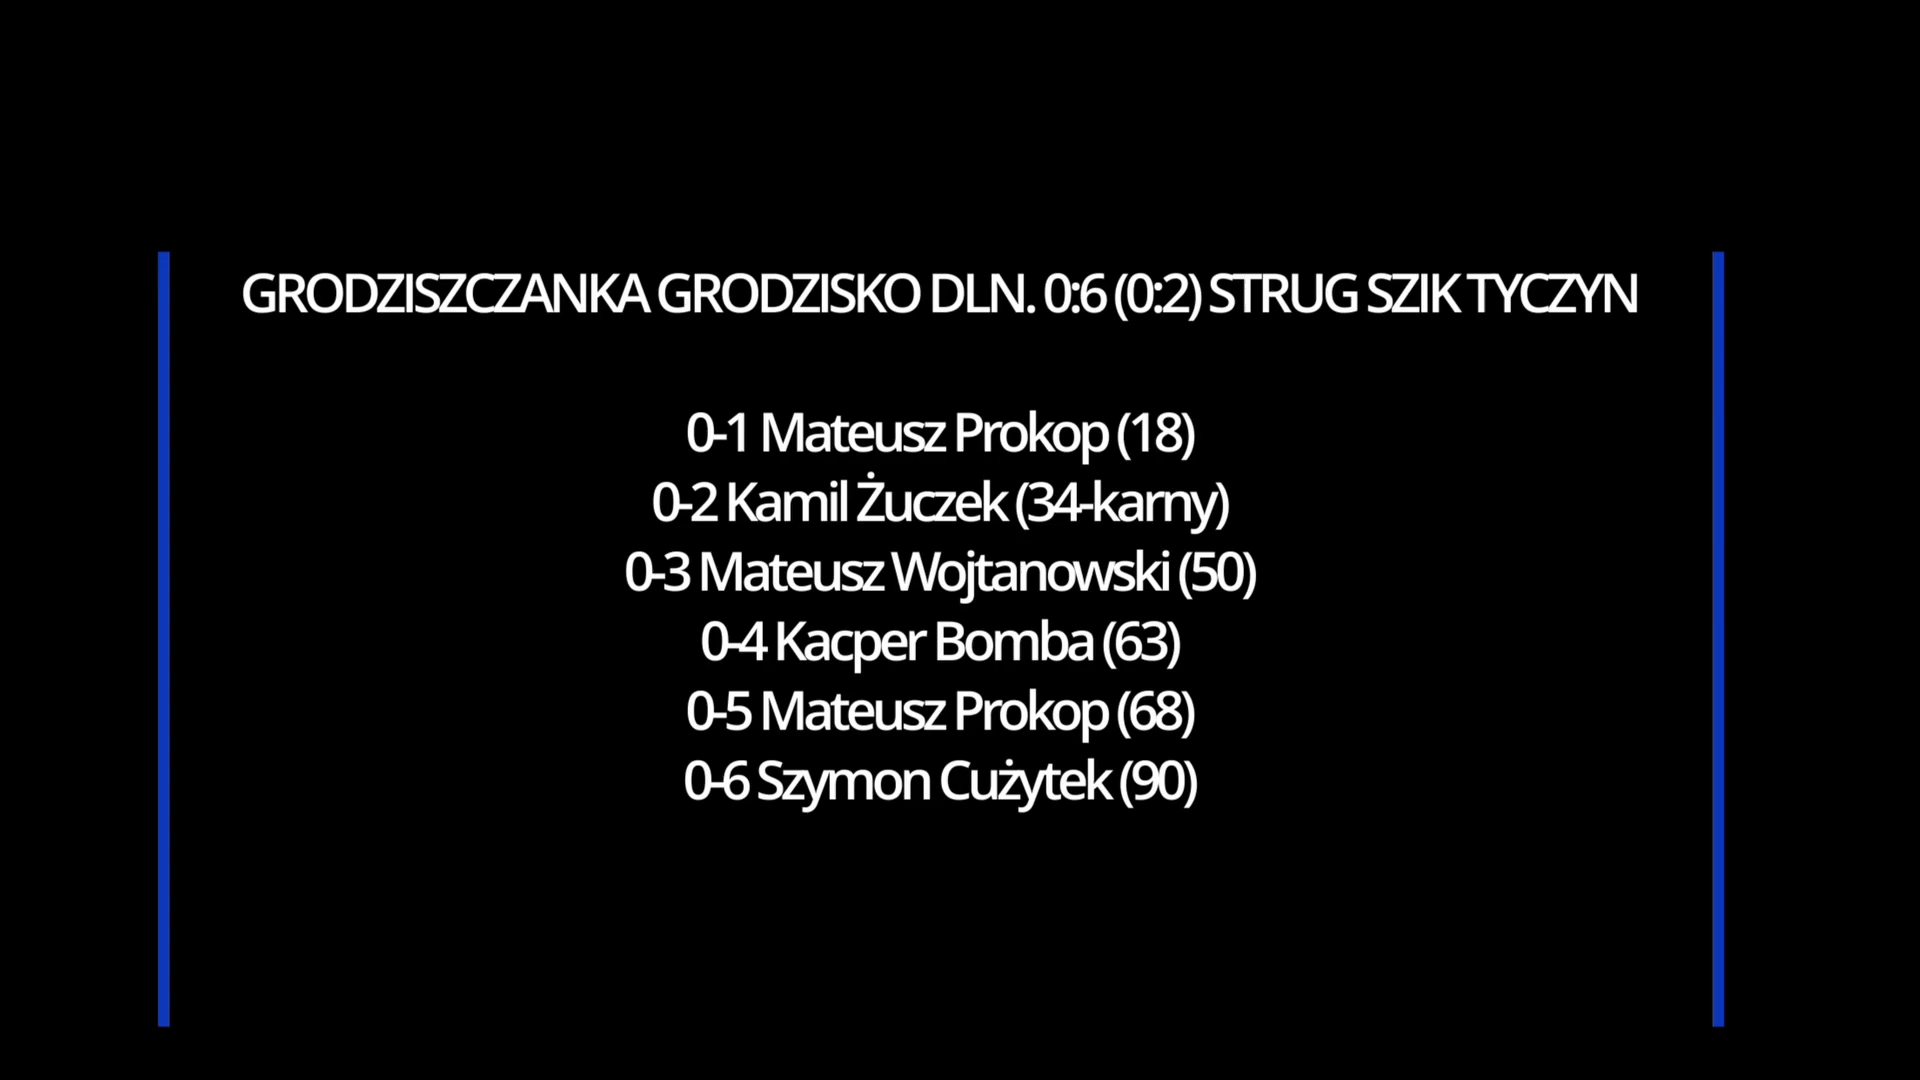 GRODZISZCZANKA GRODZISKO DLN. 0:6 (0:2) STRUG SZIK TYCZYN
0-1 Mateusz Prokop (18)
0-2 Kamil Żuczek (34-karny)
0-3 Mateusz Wojtanowski (50)
0-4 Kacper Bomba (63)
0-5 Mateusz Prokop (68)
0-6 Szymon Cużytek (90)